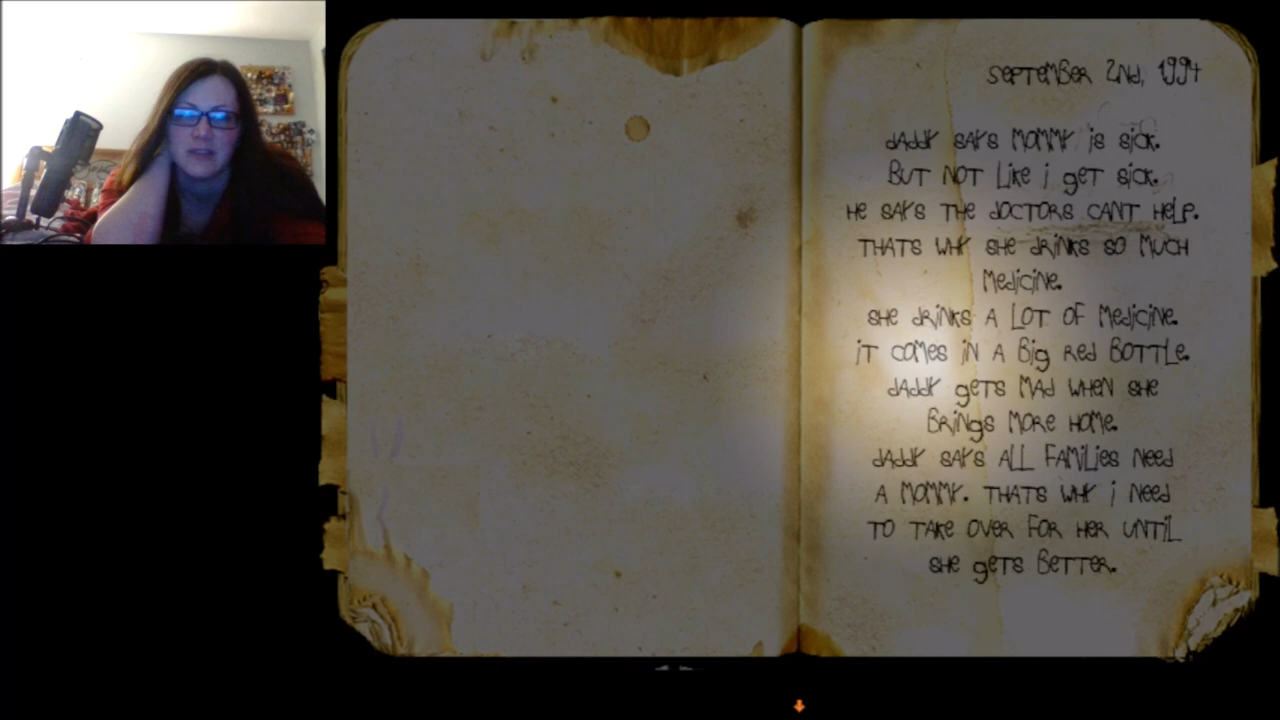 SEPTEMBER 2ND, 1994
DADDY SAYS MOMMY IS SICK.
BUT NOT LIKE I GET SICK.
HE SAYS THE DOCTORS CANT HELP.
THATS WHY SHE DRINKS SO MUCH
MEDICINE.
SHE DRINKS A LOT OF MEDICINE.
IT COMES IN A BIG RED BOTTLE.
DADDY GETS MAD WHEN SHE
BRINGS MORE HOME.
DADDY SAYS ALL FAMILIES NEED
A MOMMY. THATS WHY I NEED
TO TAKE OVER FOR HER UNTIL
SHE GETS BETTER.